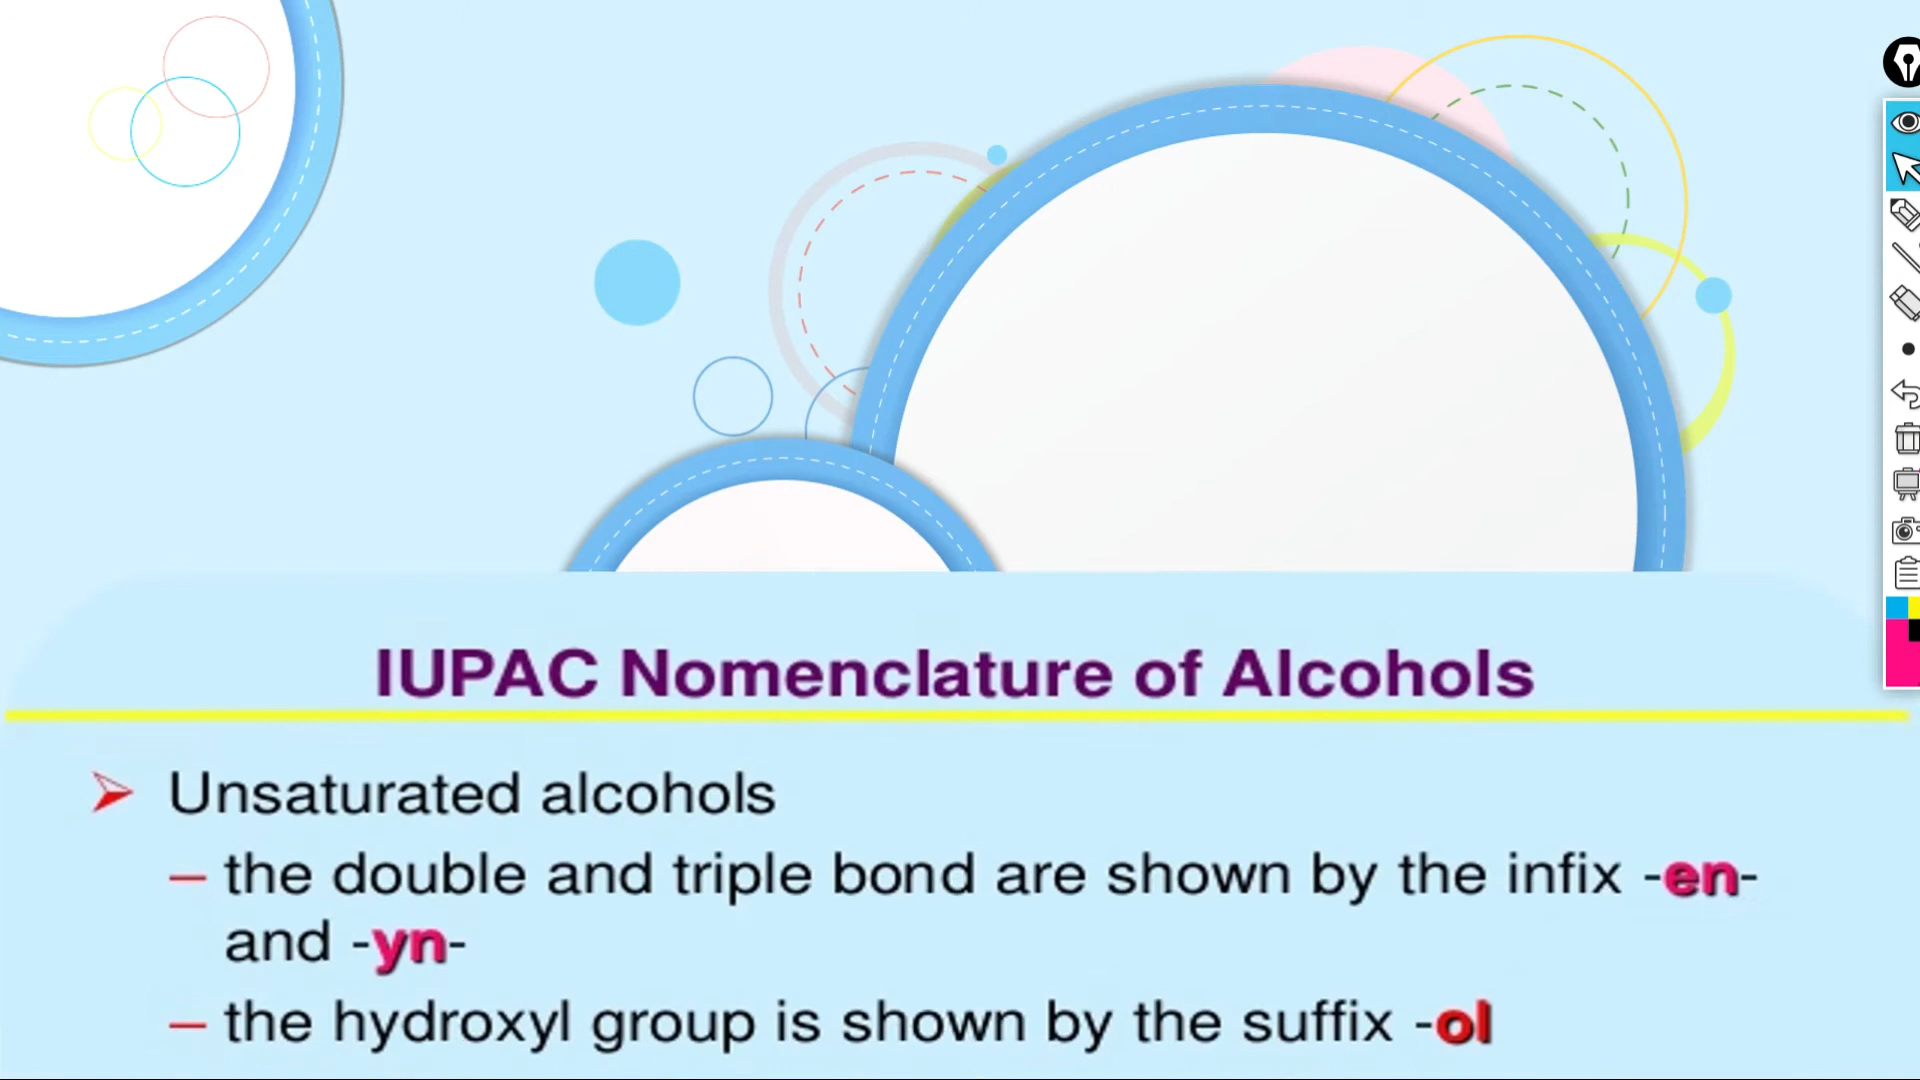 IUPAC Nomenclature of Alcohols
Unsaturated alcohols
– the double and triple bond are shown by the infix -en-
and -yn-
– the hydroxyl group is shown by the suffix -ol